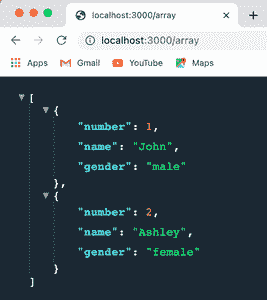 localhost:3000/array
localhost:3000/array
Apps Gmail YouTube Maps
[
{
"number": 1,
"name": "John",
"gender": "male"
},
{
"number": 2,
"name": "Ashley",
"gender": "female"
}
]